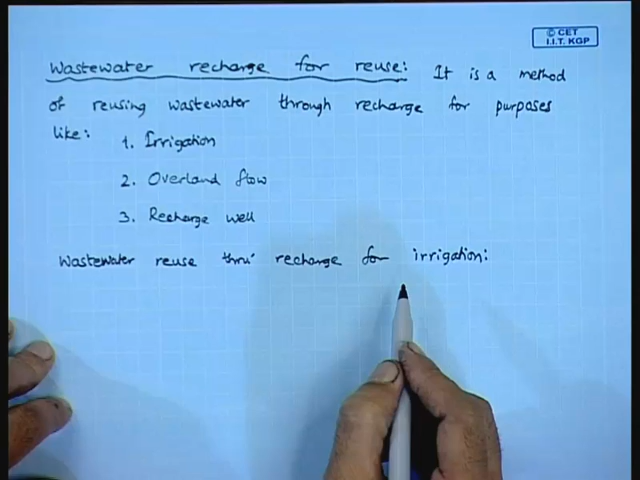 © CET
I.I.T. KGP
Wastewater recharge for reuse: It is a method
of reusing wastewater through recharge for purposes
like: 1. Irrigation
2. Overland flow
3. Recharge well
Wastewater reuse thru' recharge for irrigation: